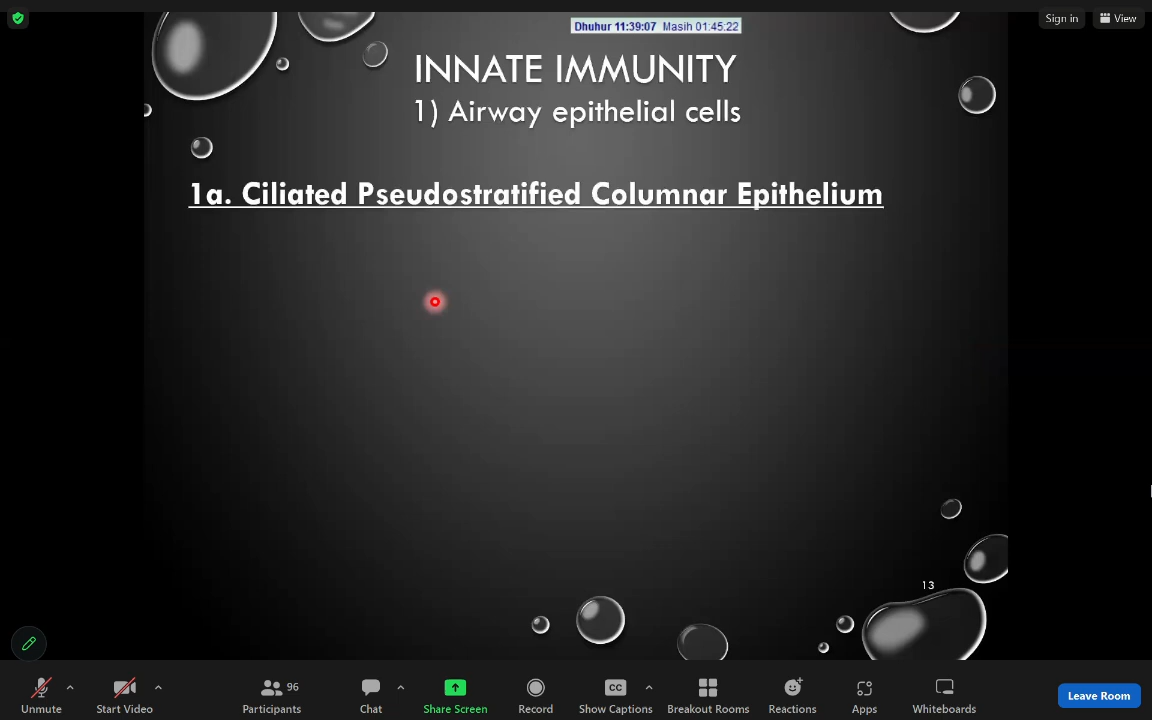 Dhuhur 11:39:07 Masih 01:45:22
Sign in
View
INNATE IMMUNITY
1) Airway epithelial cells
1a. Ciliated Pseudostratified Columnar Epithelium
13
Unmute
Start Video
Participants
96
Chat
Share Screen
Record
CC
Show Captions
Breakout Rooms
Reactions
Apps
Whiteboards
Leave Room